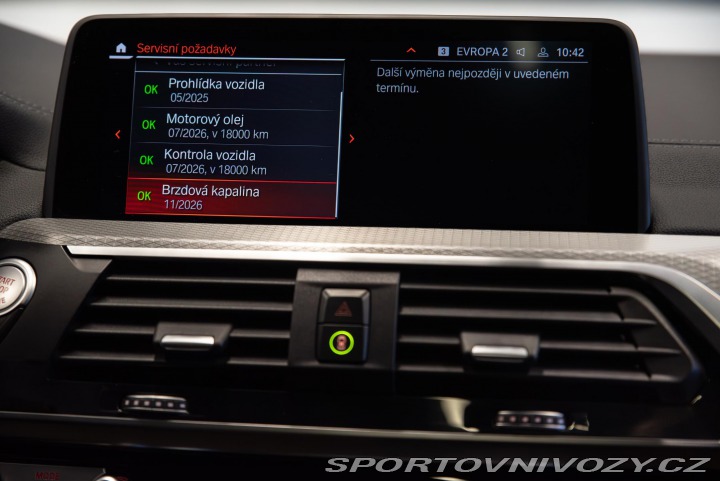 Servisní požadavky
3 EVROPA 2 10:42
Prohlídka vozidla
OK
05/2025
Motorový olej
OK
07/2026, v 18000 km
Kontrola vozidla
OK
07/2026, v 18000 km
Brzdová kapalina
OK
11/2026
Další výměna nejpozději v uvedeném
termínu.
START
MODE
SPORTOVNIVOZY.CZ